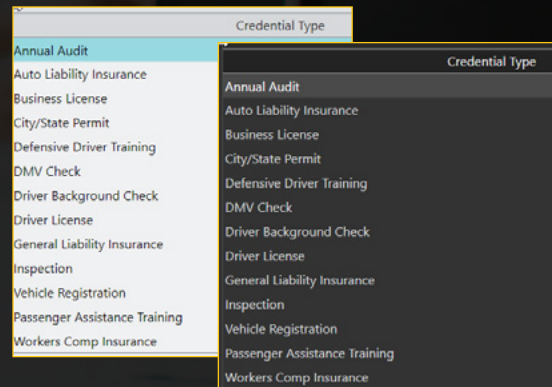 Credential Type
Annual Audit
Auto Liability Insurance
Business License
City/State Permit
Defensive Driver Training
DMV Check
Driver Background Check
Driver License
General Liability Insurance
Inspection
Vehicle Registration
Passenger Assistance Training
Workers Comp Insurance
Credential Type
Annual Audit
Auto Liability Insurance
Business License
City/State Permit
Defensive Driver Training
DMV Check
Driver Background Check
Driver License
General Liability Insurance
Inspection
Vehicle Registration
Passenger Assistance Training
Workers Comp Insurance